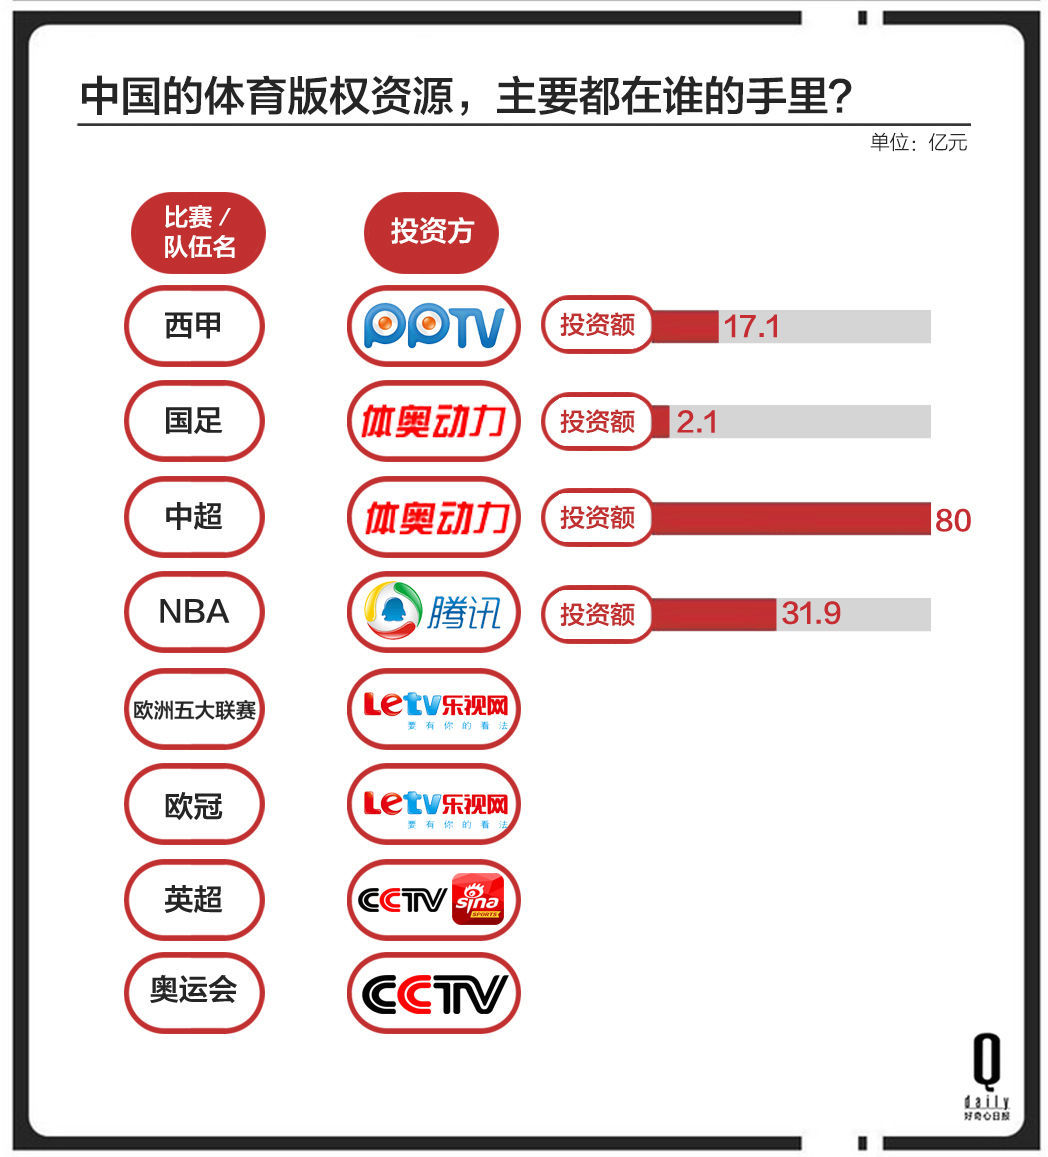 中国的体育版权资源，主要都在谁的手里？
单位：亿元
比赛 /
队伍名
投资方
西甲
PPTV
投资额
17.1
国足
体奥动力
投资额
2.1
中超
体奥动力
投资额
80
NBA
腾讯
投资额
31.9
欧洲五大联赛
Letv乐视网
要有你的看法
欧冠
Letv乐视网
要有你的看法
英超
CCTV
sina
SPORTS
奥运会
CCTV
Q
daily
好奇心日报